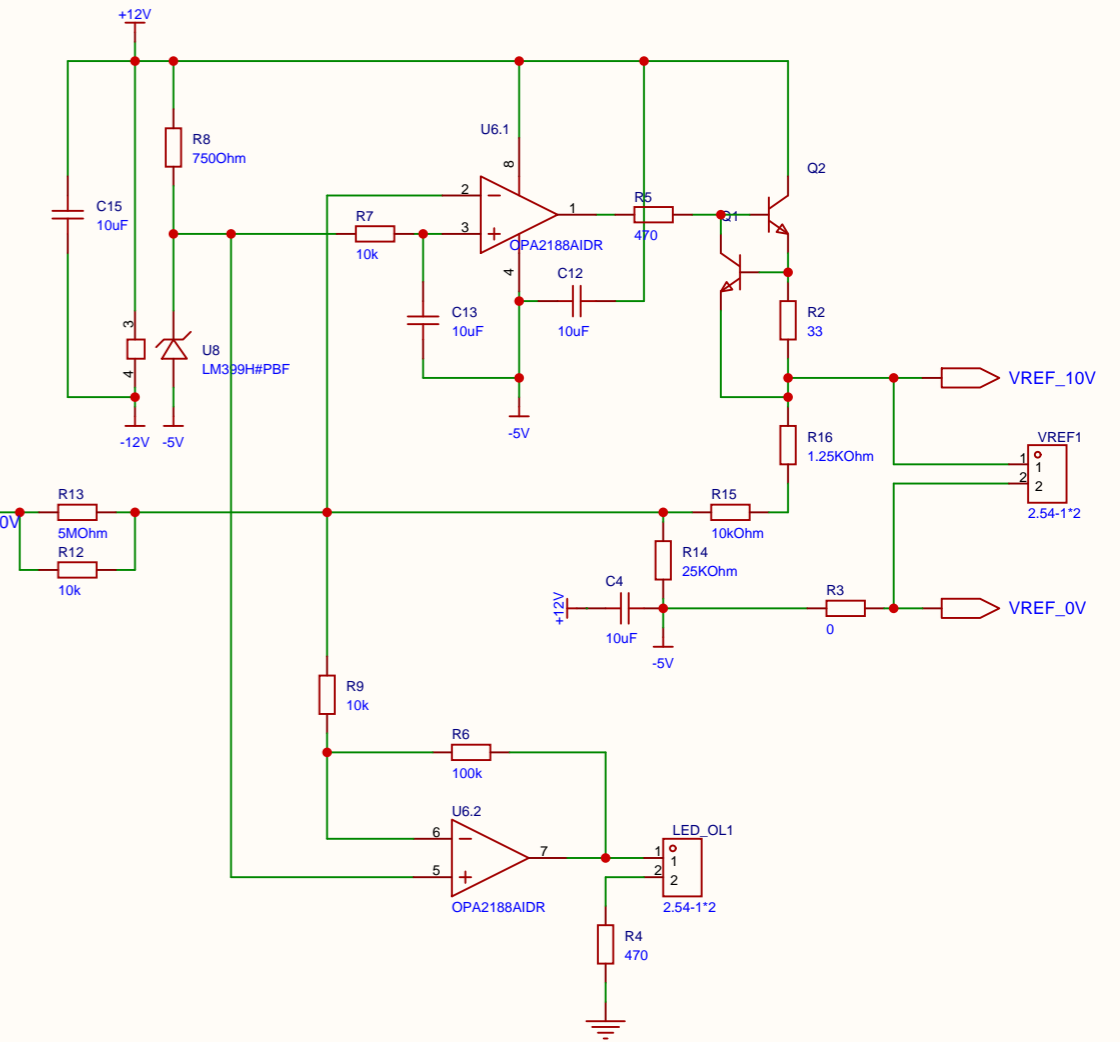 +12V
R8
750Ohm
U6.1
8
Q2
C15
10uF
2
3
1
R7
10k
OPA2188AIDR
4
R5
470
Q1
C12
10uF
C13
10uF
R2
33
3
4
U8
LM399H#PBF
-12V
-5V
-5V
VREF_10V
R16
1.25KOhm
VREF1
1
1
2
2
2.54-1*2
0V
R13
5MOhm
R12
10k
R15
10kOhm
R14
25KOhm
+12V
C4
10uF
-5V
R3
0
VREF_0V
R9
10k
R6
100k
U6.2
6
5
7
OPA2188AIDR
LED_OL1
1
1
2
2
2.54-1*2
R4
470